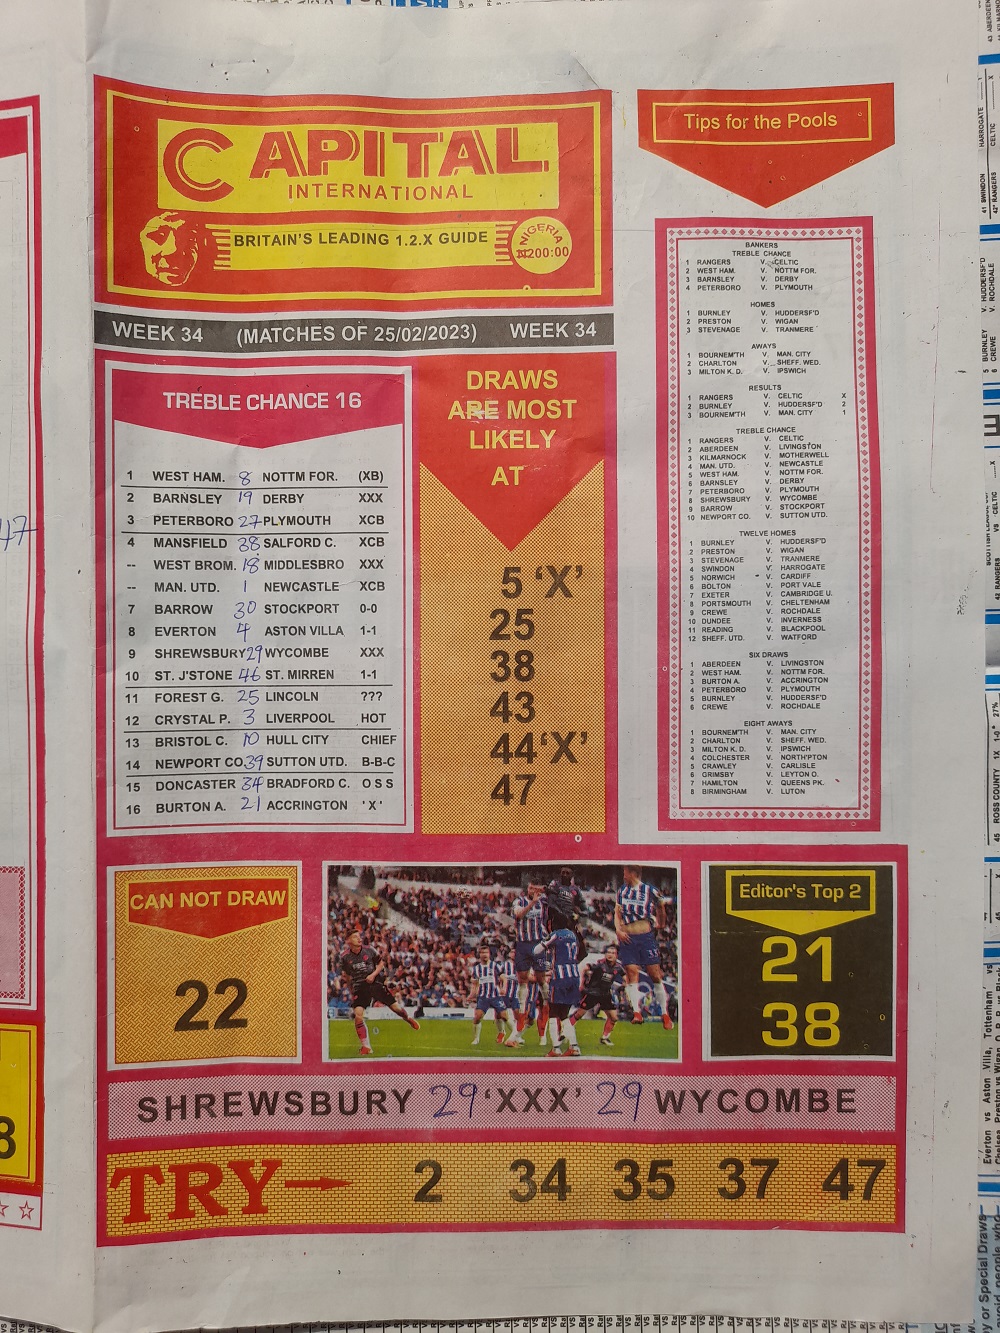 CAPITAL
INTERNATIONAL
BRITAIN'S LEADING 1.2.X GUIDE
NIGERIA
₦200:00
WEEK 34 (MATCHES OF 25/02/2023) WEEK 34
TREBLE CHANCE 16
1 WEST HAM. 8 NOTTM FOR. (XB)
2 BARNSLEY 19 DERBY XXX
3 PETERBORO 27 PLYMOUTH XCB
4 MANSFIELD 38 SALFORD C. XCB
-- WEST BROM. 18 MIDDLESBRO XXX
-- MAN. UTD. 1 NEWCASTLE XCB
7 BARROW 30 STOCKPORT 0-0
8 EVERTON 4 ASTON VILLA 1-1
9 SHREWSBURY 29 WYCOMBE XXX
10 ST. J'STONE 46 ST. MIRREN 1-1
11 FOREST G. 25 LINCOLN ???
12 CRYSTAL P. 3 LIVERPOOL HOT
13 BRISTOL C. 10 HULL CITY CHIEF
14 NEWPORT CO. 39 SUTTON UTD. B-B-C
15 DONCASTER 34 BRADFORD C. O S S
16 BURTON A. 21 ACCRINGTON 'X'
DRAWS
ARE MOST
LIKELY
AT
5 'X'
25
38
43
44 'X'
47
Tips for the Pools
BANKERS
TREBLE CHANCE
1 RANGERS V. CELTIC
2 WEST HAM. V. NOTTM FOR.
3 BARNSLEY V. DERBY
4 PETERBORO V. PLYMOUTH
HOMES
1 BURNLEY V. HUDDERSF'D
2 PRESTON V. WIGAN
3 STEVENAGE V. TRANMERE
AWAYS
1 BOURNEM'TH V. MAN. CITY
2 CHARLTON V. SHEFF. WED.
3 MILTON K. D. V. IPSWICH
RESULTS
1 RANGERS V. CELTIC X
2 BURNLEY V. HUDDERSF'D 2
3 BOURNEM'TH V. MAN. CITY 1
TREBLE CHANCE
1 RANGERS V. CELTIC
2 ABERDEEN V. LIVINGSTON
3 KILMARNOCK V. MOTHERWELL
4 MAN. UTD. V. NEWCASTLE
5 WEST HAM. V. NOTTM FOR.
6 BARNSLEY V. DERBY
7 PETERBORO V. PLYMOUTH
8 SHREWSBURY V. WYCOMBE
9 BARROW V. STOCKPORT
10 NEWPORT CO. V. SUTTON UTD.
TWELVE HOMES
1 BURNLEY V. HUDDERSF'D
2 PRESTON V. WIGAN
3 STEVENAGE V. TRANMERE
4 SWINDON V. HARROGATE
5 NORWICH V. CARDIFF
6 BOLTON V. PORT VALE
7 EXETER V. CAMBRIDGE U.
8 PORTSMOUTH V. CHELTENHAM
9 CREWE V. ROCHDALE
10 DUNDEE V. INVERNESS
11 READING V. BLACKPOOL
12 SHEFF. UTD. V. WATFORD
SIX DRAWS
1 ABERDEEN V. LIVINGSTON
2 WEST HAM. V. NOTTM FOR.
3 BURTON A. V. ACCRINGTON
4 PETERBORO V. PLYMOUTH
5 BURNLEY V. HUDDERSF'D
6 CREWE V. ROCHDALE
EIGHT AWAYS
1 BOURNEM'TH V. MAN. CITY
2 CHARLTON V. SHEFF. WED.
3 MILTON K. D. V. IPSWICH
4 COLCHESTER V. NORTH'PTON
5 CRAWLEY V. CARLISLE
6 GRIMSBY V. LEYTON O.
7 HAMILTON V. QUEENS PK.
8 BIRMINGHAM V. LUTON
CAN NOT DRAW
22
Editor's Top 2
21
38
SHREWSBURY 29 'XXX' 29 WYCOMBE
TRY 2 34 35 37 47